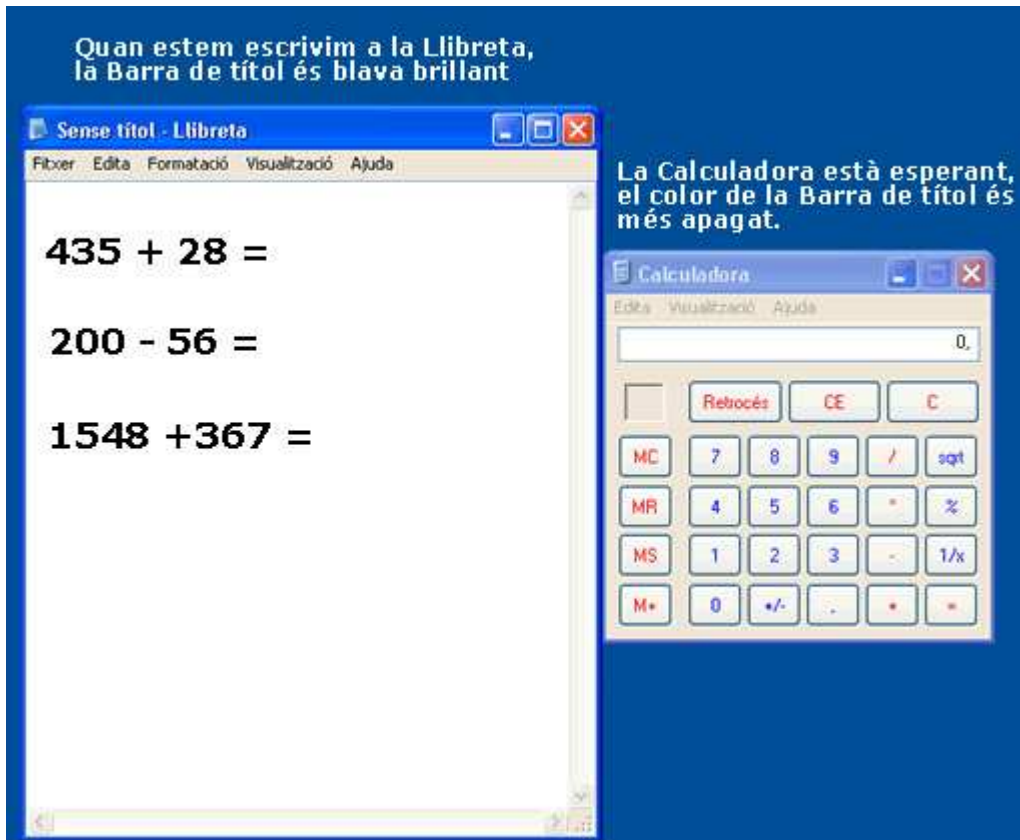 Quan estem escrivim a la Llibreta,
la Barra de títol és blava brillant
Sense títol - Llibreta
Fitxer Edita Formatació Visualització Ajuda
435 + 28 =
200 - 56 =
1548 +367 =
La Calculadora està esperant,
el color de la Barra de títol és
més apagat.
Calculadora
Edita Visualització Ajuda
0,
Retrocés CE C
MC 7 8 9 / sqrt
MR 4 5 6 * %
MS 1 2 3 - 1/x
M+ 0 +/- . + =